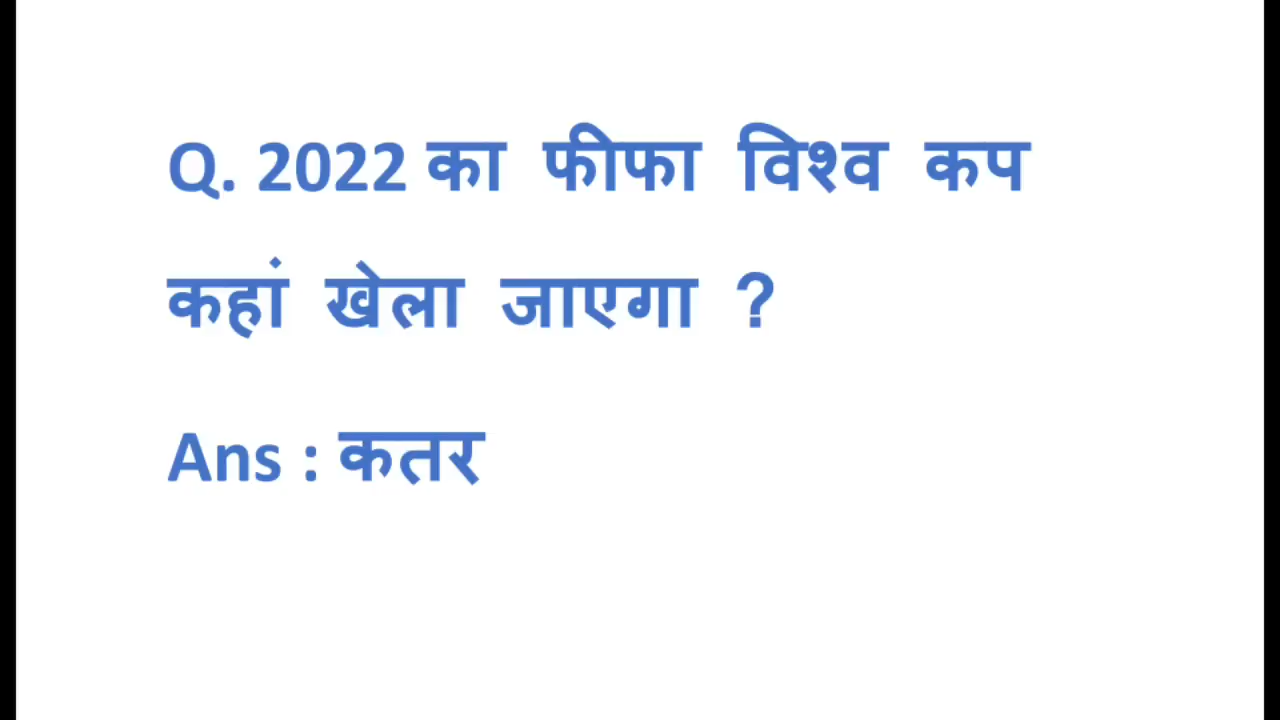 Q. 2022 का फीफा विश्व कप
कहां खेला जाएगा ?
Ans : कतर